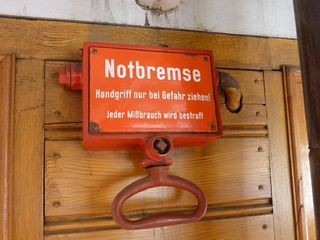 Notbremse
Handgriff nur bei Gefahr ziehen!
Jeder Mißbrauch wird bestraft